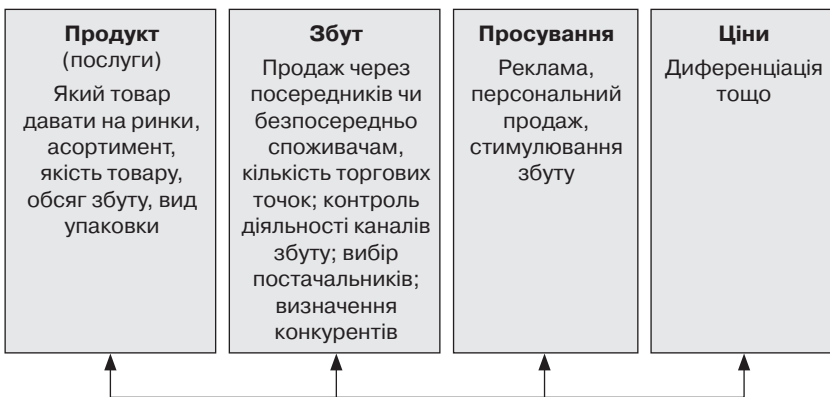 Продукт
(послуги)
Який товар
давати на ринки,
асортимент,
якість товару,
обсяг збуту, вид
упаковки
Збут
Продаж через
посередників чи
безпосередньо
споживачам,
кількість торгових
точок; контроль
діяльності каналів
збуту; вибір
постачальників;
визначення
конкурентів
Просування
Реклама,
персональний
продаж,
стимулювання
збуту
Ціни
Диференціація
тощо